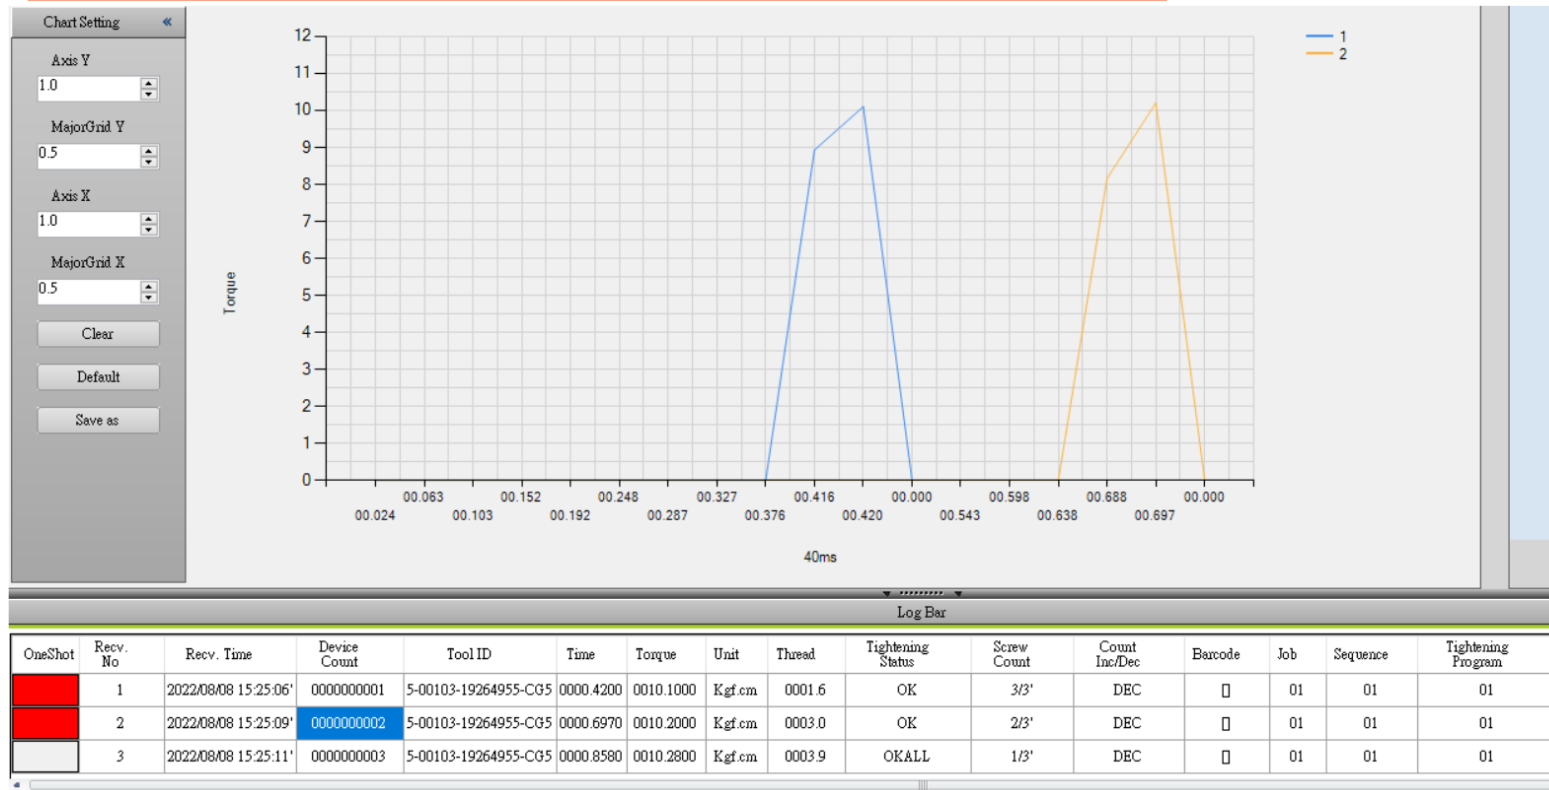 Chart Setting «
Axis Y
1.0
MajorGrid Y
0.5
Axis X
1.0
MajorGrid X
0.5
Clear
Default
Save as
12
11
10
9
8
7
6
5
4
3
2
1
0
Torque
00.063 00.152 00.248 00.327 00.416 00.000 00.598 00.688 00.000
00.024 00.103 00.192 00.287 00.376 00.420 00.543 00.638 00.697
40ms
1
2
Log Bar
OneShot Recv. No Recv. Time Device Count Tool ID Time Torque Unit Thread Tightening Status Screw Count Count Inc/Dec Barcode Job Sequence Tightening Program
1 2022/08/08 15:25:06' 0000000001 5-00103-19264955-CG5 0000.4200 0010.1000 Kgf.cm 0001.6 OK 3/3' DEC ▯ 01 01 01
2 2022/08/08 15:25:09' 0000000002 5-00103-19264955-CG5 0000.6970 0010.2000 Kgf.cm 0003.0 OK 2/3' DEC ▯ 01 01 01
3 2022/08/08 15:25:11' 0000000003 5-00103-19264955-CG5 0000.8580 0010.2800 Kgf.cm 0003.9 OKALL 1/3' DEC ▯ 01 01 01